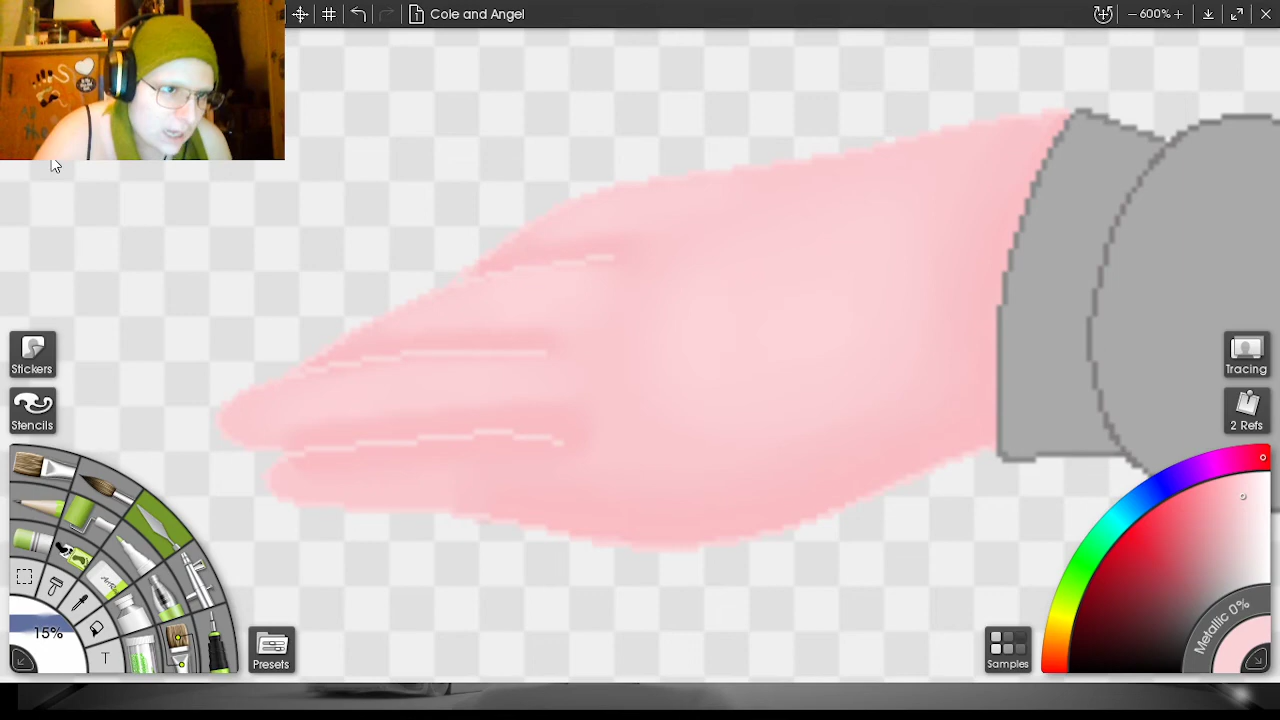 Cole and Angel
600%
Stickers
Tracing
Stencils
2 Refs
15%
T
Metallic 0%
Presets
Samples